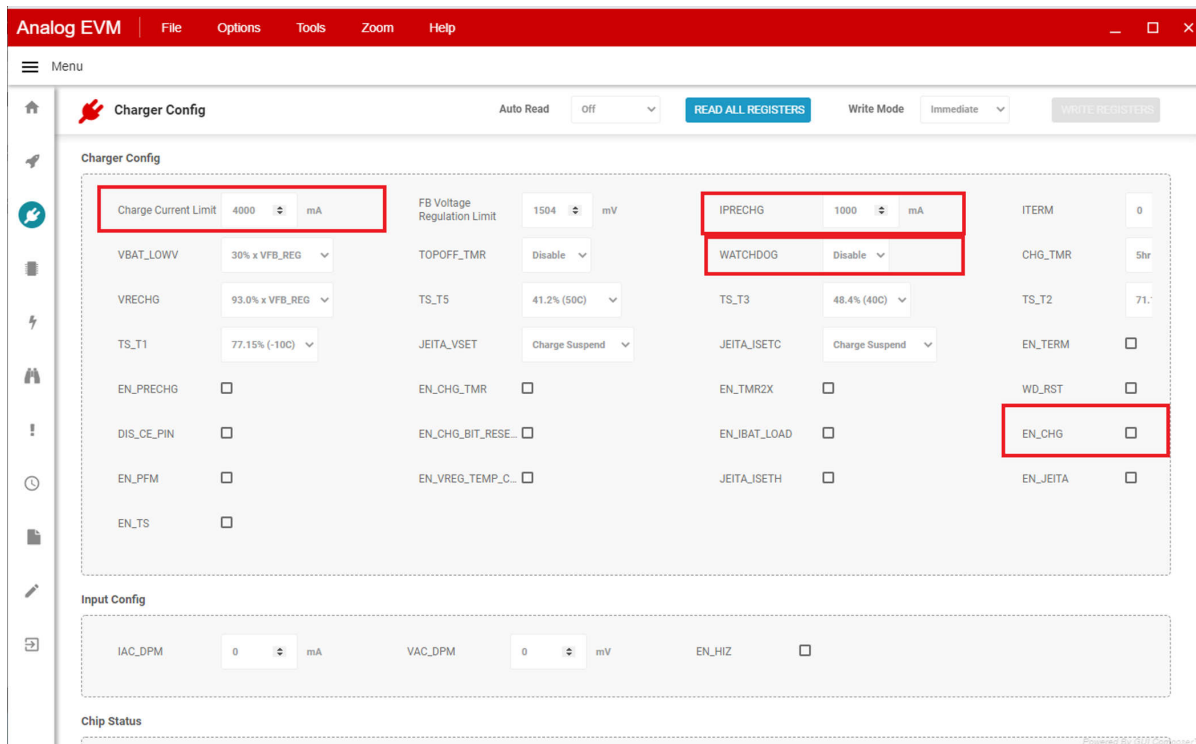 Analog EVM File Options Tools Zoom Help
Menu
Charger Config Auto Read Off READ ALL REGISTERS Write Mode Immediate WRITE REGISTERS
Charger Config
Charge Current Limit 4000 mA FB Voltage Regulation Limit 1504 mV IPRECHG 1000 mA ITERM 0
VBAT_LOWV 30% x VFB_REG TOPOFF_TMR Disable WATCHDOG Disable CHG_TMR 5hr
VRECHG 93.0% x VFB_REG TS_T5 41.2% (50C) TS_T3 48.4% (40C) TS_T2 71.
TS_T1 77.15% (-10C) JEITA_VSET Charge Suspend JEITA_ISETC Charge Suspend EN_TERM
EN_PRECHG EN_CHG_TMR EN_TMR2X WD_RST
DIS_CE_PIN EN_CHG_BIT_RESE... EN_IBAT_LOAD EN_CHG
EN_PFM EN_VREG_TEMP_C... JEITA_ISETH EN_JEITA
EN_TS
Input Config
IAC_DPM 0 mA VAC_DPM 0 mV EN_HIZ
Chip Status
Powered By GUI Composer